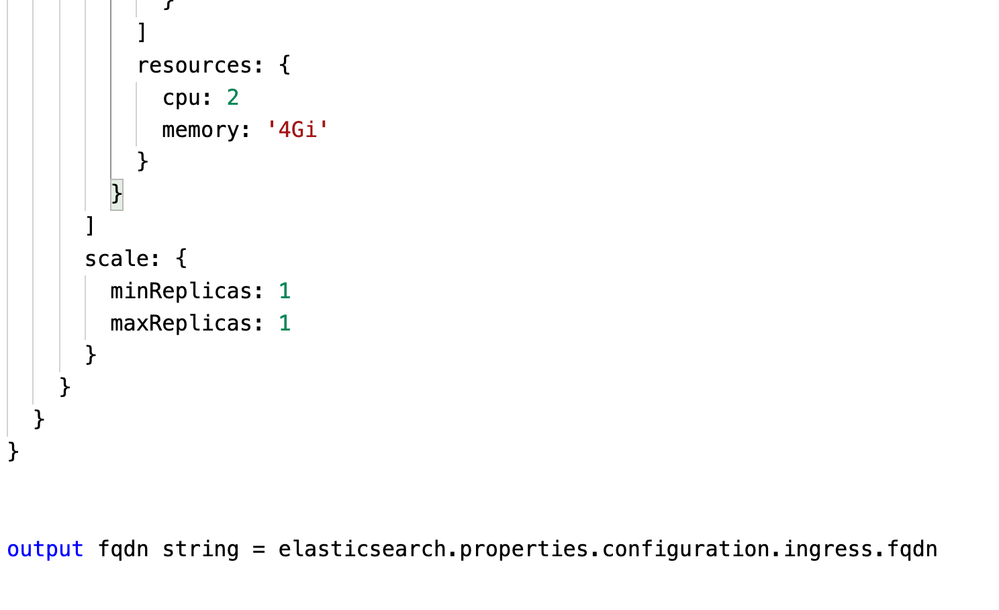 }
]
resources: {
cpu: 2
memory: '4Gi'
}
}
]
scale: {
minReplicas: 1
maxReplicas: 1
}
}
}
}
output fqdn string = elasticsearch.properties.configuration.ingress.fqdn